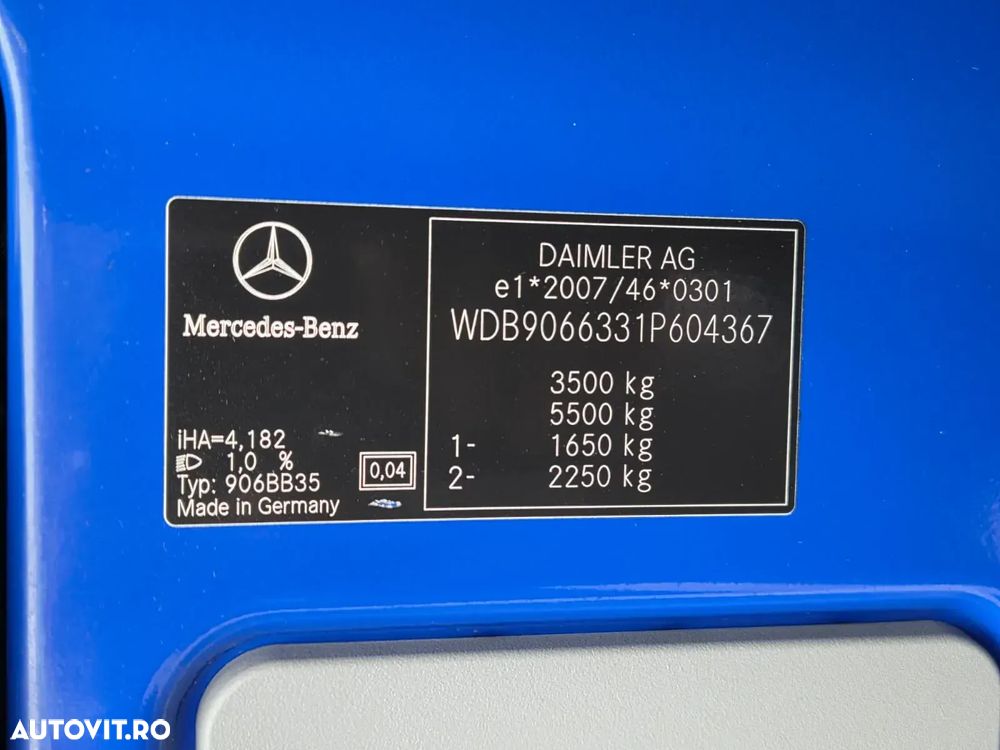 Mercedes-Benz
iHA=4,182
1,0 %
Typ: 906BB35
Made in Germany
0,04
DAIMLER AG
e1*2007/46*0301
WDB9066331P604367
3500 kg
5500 kg
1- 1650 kg
2- 2250 kg
AUTOVIT.RO